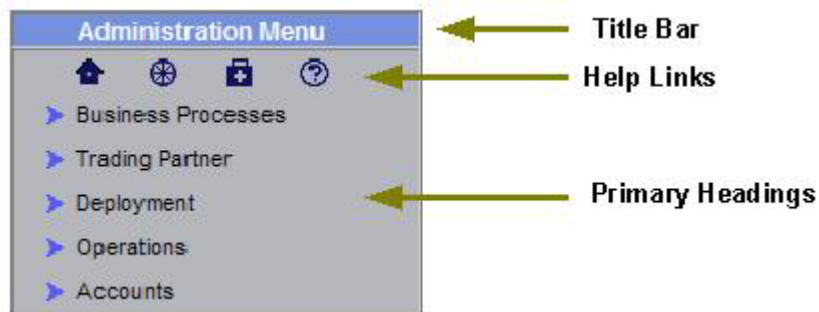 Administration Menu
Title Bar
Help Links
Business Processes
Trading Partner
Deployment
Primary Headings
Operations
Accounts